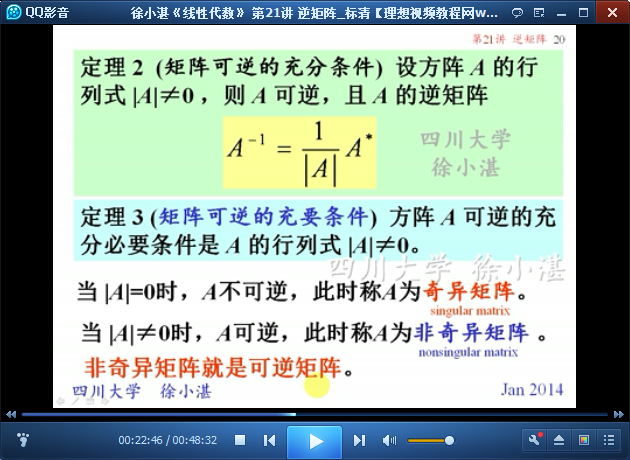 QQ影音
徐小湛《线性代数》 第21讲 逆矩阵_标清【理想视频教程网w...
第21讲 逆矩阵 20
定理 2 (矩阵可逆的充分条件) 设方阵 A 的行
列式 |A|≠0 ，则 A 可逆，且 A 的逆矩阵
A⁻¹ = 1/|A| A*
四川大学
徐小湛
定理 3 (矩阵可逆的充要条件) 方阵 A 可逆的充
分必要条件是 A 的行列式 |A|≠0。
四川大学 徐小湛
当 |A|=0时，A不可逆，此时称A为奇异矩阵。
singular matrix
当 |A|≠0时，A可逆，此时称A为非奇异矩阵 。
nonsingular matrix
非奇异矩阵就是可逆矩阵。
四川大学 徐小湛
Jan 2014
00:22:46 / 00:48:32